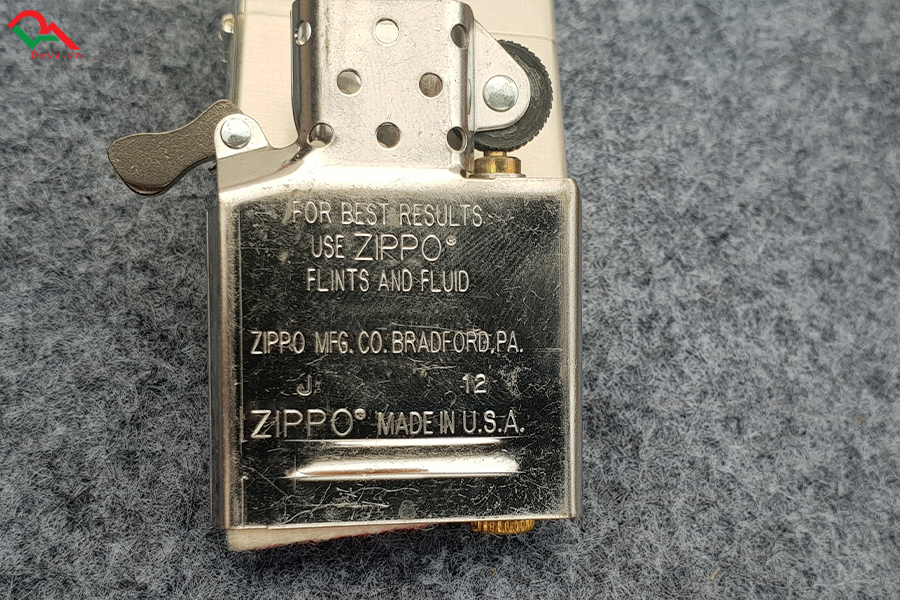 FOR BEST RESULTS
USE ZIPPO®
FLINTS AND FLUID
ZIPPO MFG. CO. BRADFORD, PA.
J 12
ZIPPO® MADE IN U.S.A.